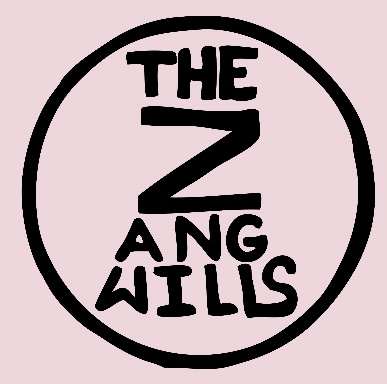 THE
Z
ANG
WILLS